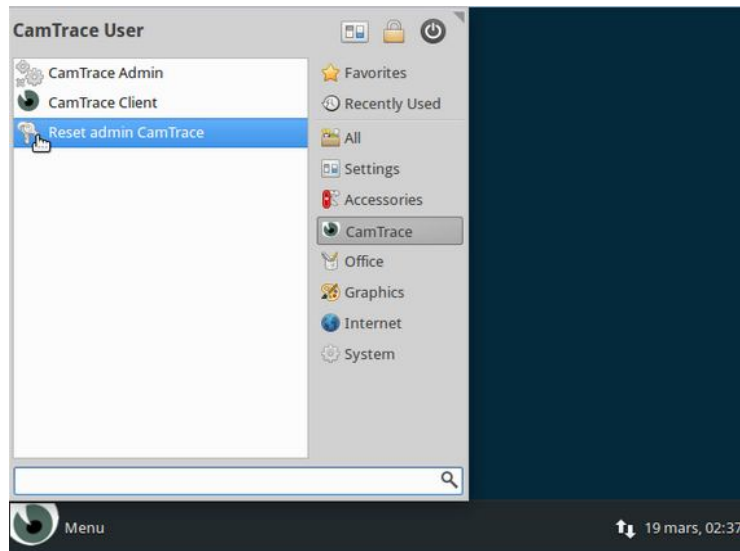 CamTrace User
CamTrace Admin
CamTrace Client
Reset admin CamTrace
Favorites
Recently Used
All
Settings
Accessories
CamTrace
Office
Graphics
Internet
System
Menu
19 mars, 02:37